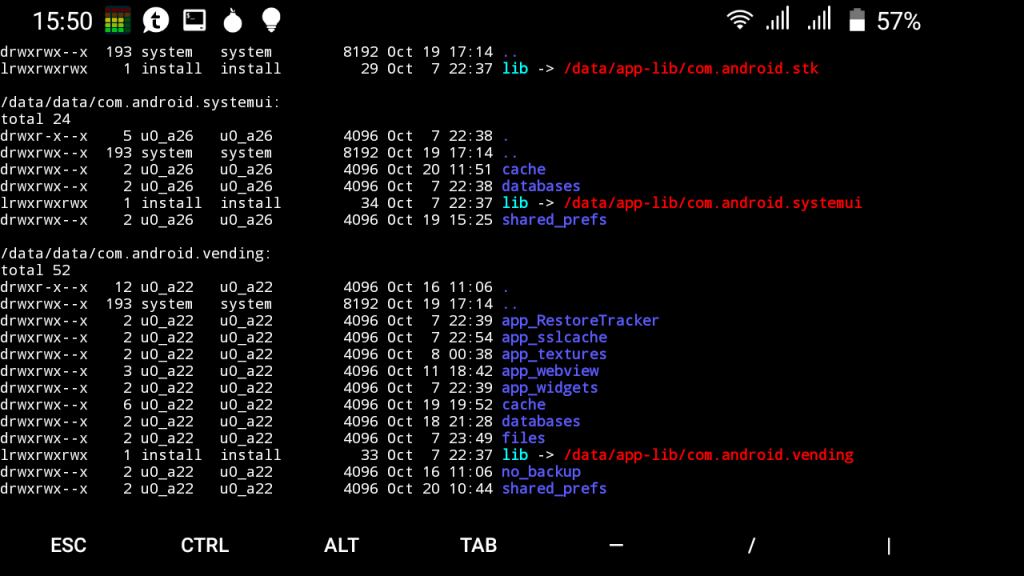 15:50 57%
drwxrwx--x  193 system   system        8192 Oct 19 17:14 ..
lrwxrwxrwx    1 install  install         29 Oct  7 22:37 lib -> /data/app-lib/com.android.stk

/data/data/com.android.systemui:
total 24
drwxr-x--x    5 u0_a26   u0_a26        4096 Oct  7 22:38 .
drwxrwx--x  193 system   system        8192 Oct 19 17:14 ..
drwxrwx--x    2 u0_a26   u0_a26        4096 Oct 20 11:51 cache
drwxrwx--x    2 u0_a26   u0_a26        4096 Oct  7 22:38 databases
lrwxrwxrwx    1 install  install         34 Oct  7 22:37 lib -> /data/app-lib/com.android.systemui
drwxrwx--x    2 u0_a26   u0_a26        4096 Oct 19 15:25 shared_prefs

/data/data/com.android.vending:
total 52
drwxr-x--x   12 u0_a22   u0_a22        4096 Oct 16 11:06 .
drwxrwx--x  193 system   system        8192 Oct 19 17:14 ..
drwxrwx--x    2 u0_a22   u0_a22        4096 Oct  7 22:39 app_RestoreTracker
drwxrwx--x    2 u0_a22   u0_a22        4096 Oct  7 22:54 app_sslcache
drwxrwx--x    2 u0_a22   u0_a22        4096 Oct  8 00:38 app_textures
drwxrwx--x    3 u0_a22   u0_a22        4096 Oct 11 18:42 app_webview
drwxrwx--x    2 u0_a22   u0_a22        4096 Oct  7 22:39 app_widgets
drwxrwx--x    6 u0_a22   u0_a22        4096 Oct 19 19:52 cache
drwxrwx--x    2 u0_a22   u0_a22        4096 Oct 18 21:28 databases
drwxrwx--x    2 u0_a22   u0_a22        4096 Oct  7 23:49 files
lrwxrwxrwx    1 install  install         33 Oct  7 22:37 lib -> /data/app-lib/com.android.vending
drwxrwx--x    2 u0_a22   u0_a22        4096 Oct 16 11:06 no_backup
drwxrwx--x    2 u0_a22   u0_a22        4096 Oct 20 10:44 shared_prefs
ESC CTRL ALT TAB — / |